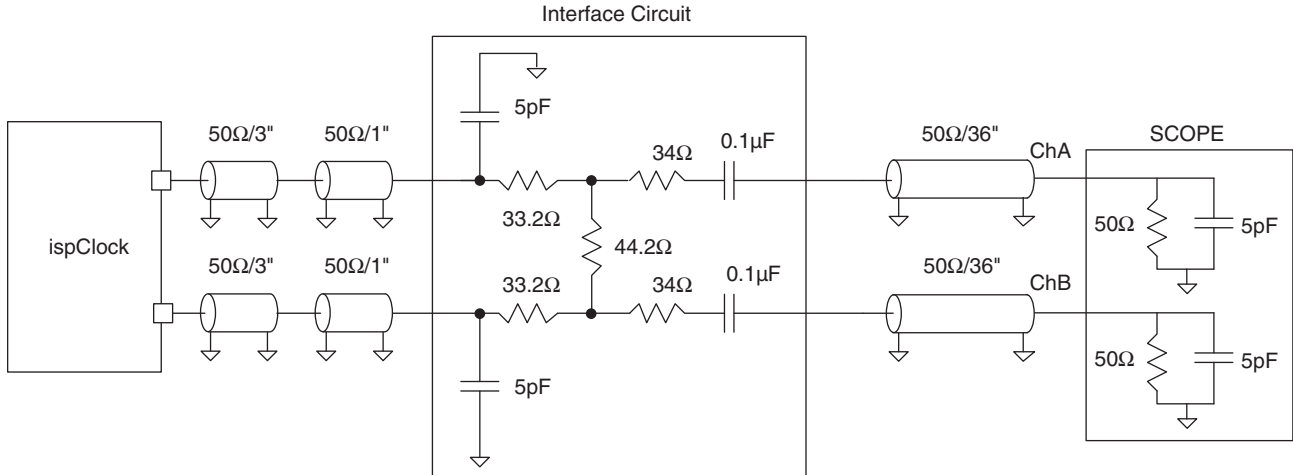 Interface Circuit
5pF
50Ω/3"
50Ω/1"
34Ω
0.1µF
50Ω/36"
ChA
SCOPE
33.2Ω
50Ω
5pF
ispClock
44.2Ω
50Ω/3"
50Ω/1"
33.2Ω
34Ω
0.1µF
50Ω/36"
ChB
5pF
50Ω
5pF